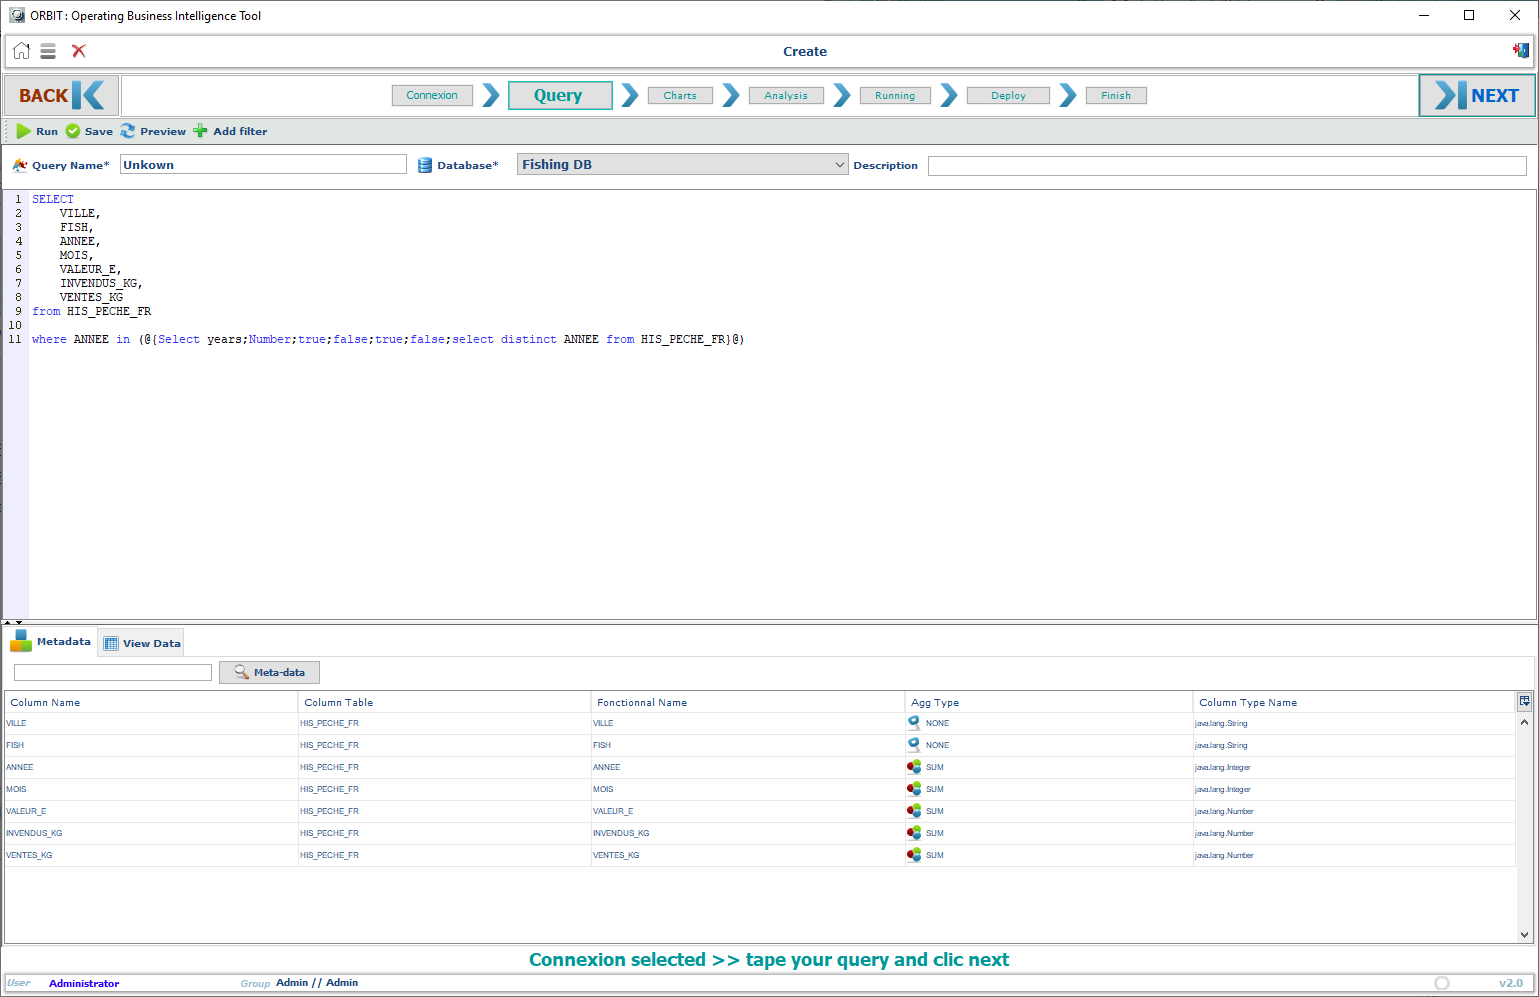 ORBIT : Operating Business Intelligence Tool
Create
BACK
Connexion
Query
Charts
Analysis
Running
Deploy
Finish
NEXT
Run
Save
Preview
Add filter
Query Name*
Unkown
Database*
Fishing DB
Description
1 SELECT
2 VILLE,
3 FISH,
4 ANNEE,
5 MOIS,
6 VALEUR_E,
7 INVENDUS_KG,
8 VENTES_KG
9 from HIS_PECHE_FR
10
11 where ANNEE in (@{Select years;Number;true;false;true;false;select distinct ANNEE from HIS_PECHE_FR}@)
Metadata
View Data
Meta-data
Column Name Column Table Fonctionnal Name Agg Type Column Type Name
VILLE HIS_PECHE_FR VILLE NONE java.lang.String
FISH HIS_PECHE_FR FISH NONE java.lang.String
ANNEE HIS_PECHE_FR ANNEE SUM java.lang.Integer
MOIS HIS_PECHE_FR MOIS SUM java.lang.Integer
VALEUR_E HIS_PECHE_FR VALEUR_E SUM java.lang.Number
INVENDUS_KG HIS_PECHE_FR INVENDUS_KG SUM java.lang.Number
VENTES_KG HIS_PECHE_FR VENTES_KG SUM java.lang.Number
Connexion selected >> tape your query and clic next
User Administrator Group Admin // Admin v2.0